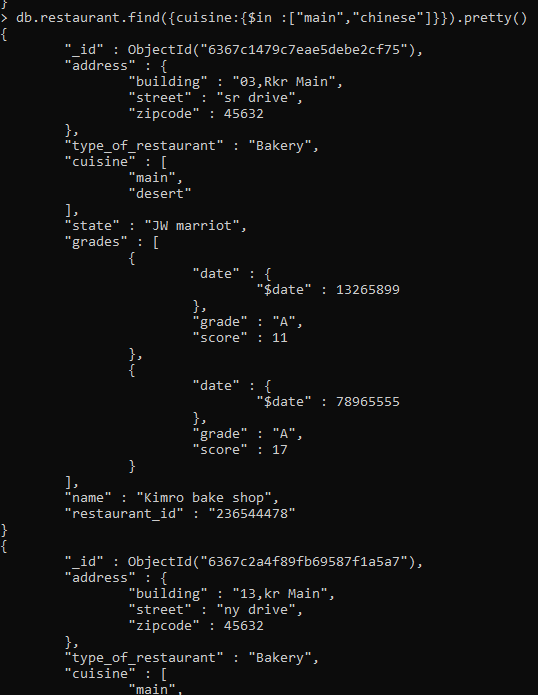 }
> db.restaurant.find({cuisine:{$in :["main","chinese"]}}).pretty()
{
        "_id" : ObjectId("6367c1479c7eae5debe2cf75"),
        "address" : {
                "building" : "03,Rkr Main",
                "street" : "sr drive",
                "zipcode" : 45632
        },
        "type_of_restaurant" : "Bakery",
        "cuisine" : [
                "main",
                "desert"
        ],
        "state" : "JW marriot",
        "grades" : [
                {
                        "date" : {
                                "$date" : 13265899
                        },
                        "grade" : "A",
                        "score" : 11
                },
                {
                        "date" : {
                                "$date" : 78965555
                        },
                        "grade" : "A",
                        "score" : 17
                }
        ],
        "name" : "Kimro bake shop",
        "restaurant_id" : "236544478"
}
{
        "_id" : ObjectId("6367c2a4f89fb69587f1a5a7"),
        "address" : {
                "building" : "13,kr Main",
                "street" : "ny drive",
                "zipcode" : 45632
        },
        "type_of_restaurant" : "Bakery",
        "cuisine" : [
                "main",